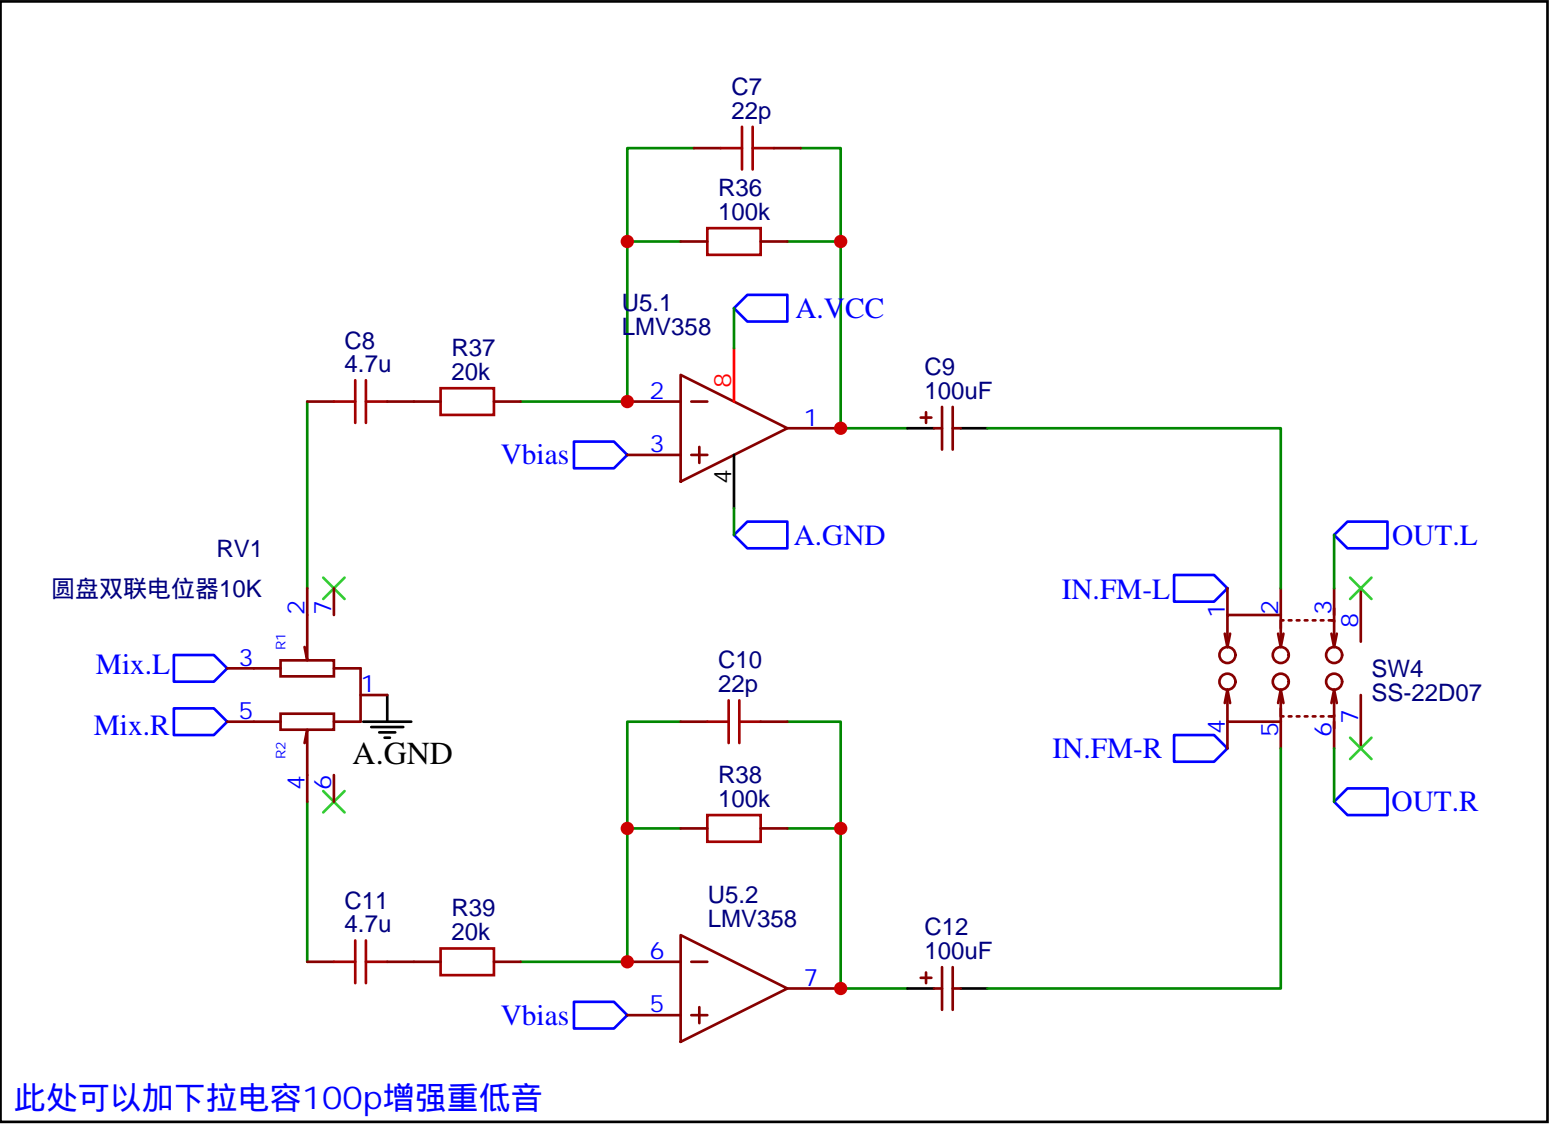 C7
22p
R36
100k
U5.1
LMV358
A.VCC
8
C8
4.7u
R37
20k
2
1
C9
100uF
+
Vbias
3
4
A.GND
RV1
圆盘双联电位器10K
2
7
R1
Mix.L
3
1
Mix.R
5
R2
A.GND
4
6
OUT.L
IN.FM-L
1
2
3
8
SW4
SS-22D07
IN.FM-R
4
5
6
7
OUT.R
C10
22p
R38
100k
U5.2
LMV358
C11
4.7u
R39
20k
6
7
C12
100uF
+
Vbias
5
此处可以加下拉电容100p增强重低音